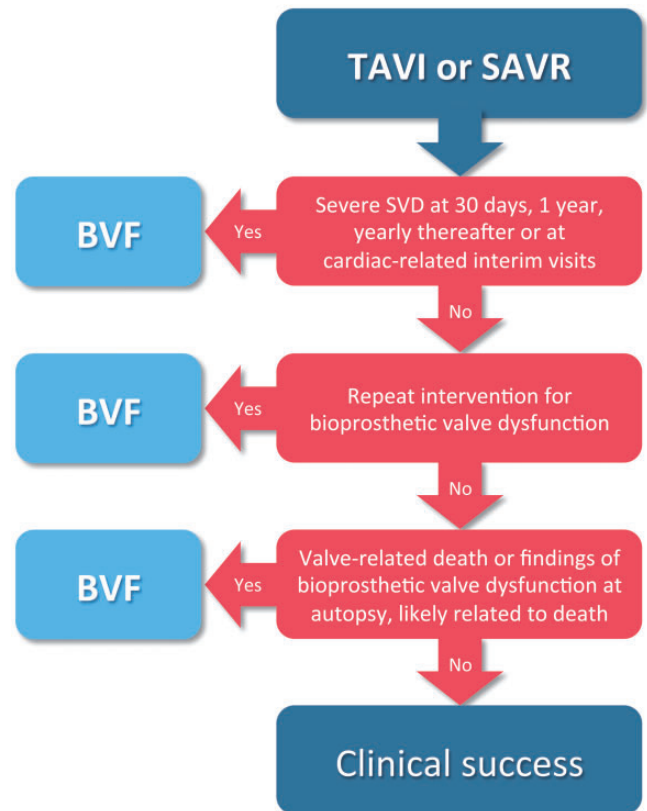 TAVI or SAVR
BVF
Yes
Severe SVD at 30 days, 1 year,
yearly thereafter or at
cardiac-related interim visits
No
BVF
Yes
Repeat intervention for
bioprosthetic valve dysfunction
No
BVF
Yes
Valve-related death or findings of
bioprosthetic valve dysfunction at
autopsy, likely related to death
No
Clinical success